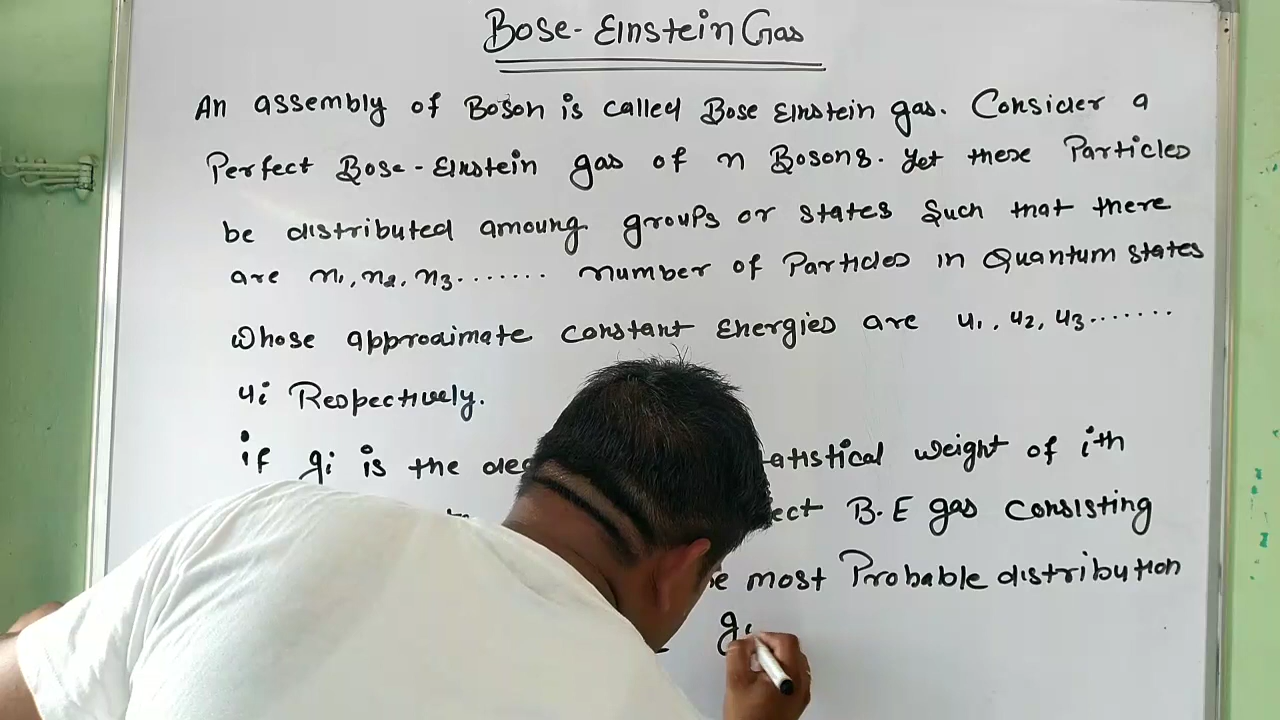 Bose-Einstein Gas
An assembly of Boson is called Bose Einstein gas. Consider a
Perfect Bose-Einstein gas of n Bosons. Let these Particles
be distributed amoung groups or states Such that there
are n1, n2, n3....... number of Particles in Quantum states
Whose approximate constant Energies are u1, u2, u3.......
ui Respectively.
if gi is the weight of ith
B.E gas consisting
most Probable distribution